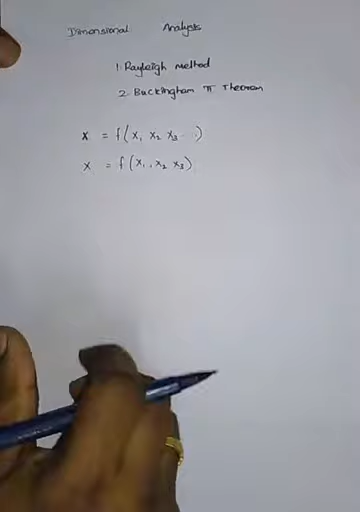 Dimensional Analysis
1. Rayleigh method
2. Buckingham π Theorem
X = f(X₁ X₂ X₃ . .)
X = f(X₁, X₂ X₃)